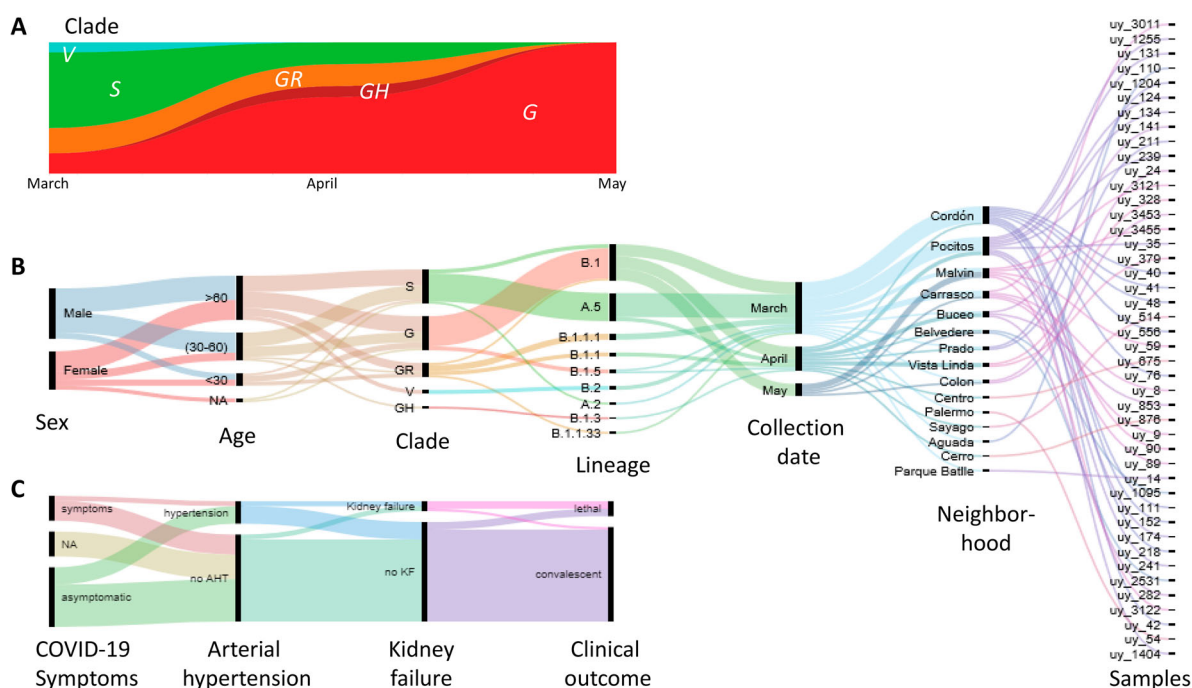 A
Clade
V
S
GR
GH
G
March
April
May
B
Male
Female
Sex
>60
(30-60)
<30
NA
Age
S
G
GR
V
GH
Clade
B.1
A.5
B.1.1.1
B.1.1
B.1.5
B.2
A.2
B.1.3
B.1.1.33
Lineage
March
April
May
Collection
date
Cordón
Pocitos
Malvin
Carrasco
Buceo
Belvedere
Prado
Vista Linda
Colon
Centro
Palermo
Sayago
Aguada
Cerro
Parque Batlle
Neighbor-
hood
uy_3011
uy_1255
uy_131
uy_110
uy_1204
uy_124
uy_134
uy_141
uy_211
uy_239
uy_24
uy_3121
uy_328
uy_3453
uy_3455
uy_35
uy_379
uy_40
uy_41
uy_48
uy_514
uy_556
uy_59
uy_675
uy_76
uy_8
uy_853
uy_876
uy_9
uy_90
uy_89
uy_14
uy_1095
uy_111
uy_152
uy_174
uy_218
uy_241
uy_2531
uy_282
uy_3122
uy_42
uy_54
uy_1404
Samples
C
symptoms
NA
asymptomatic
COVID-19
Symptoms
hypertension
no AHT
Arterial
hypertension
Kidney failure
no KF
Kidney
failure
lethal
convalescent
Clinical
outcome